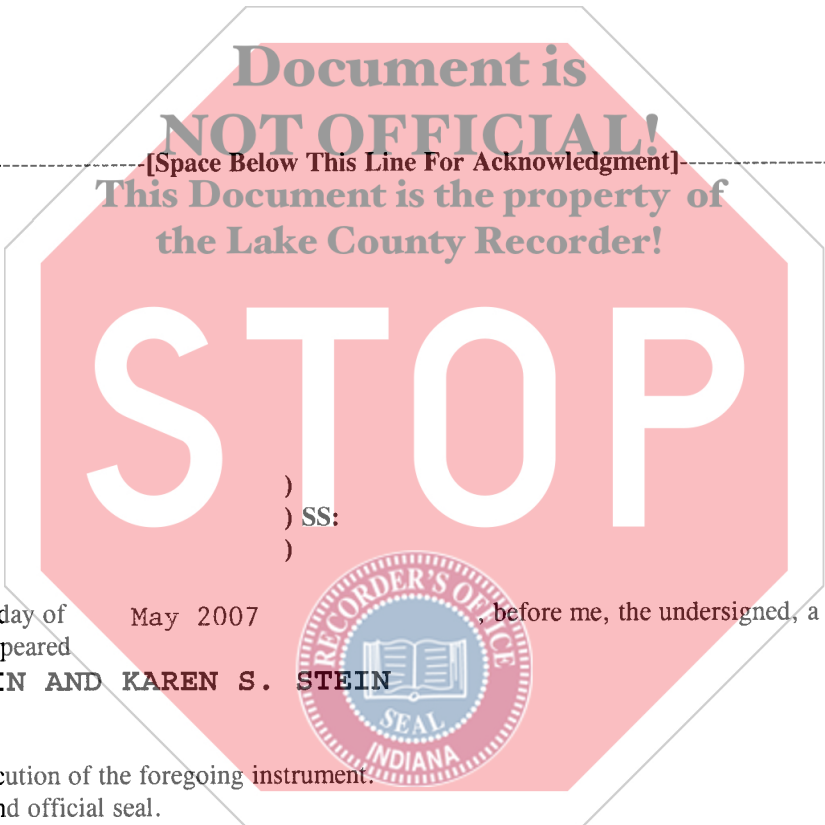 Document is
NOT OFFICIAL!
[Space Below This Line For Acknowledgment]
This Document is the property of
the Lake County Recorder!
STOP
)
) SS:
)
day of May 2007 , before me, the undersigned, a
peared
IN AND KAREN S. STEIN
RECORDER'S OFFICE
SEAL
INDIANA
cution of the foregoing instrument.
nd official seal.